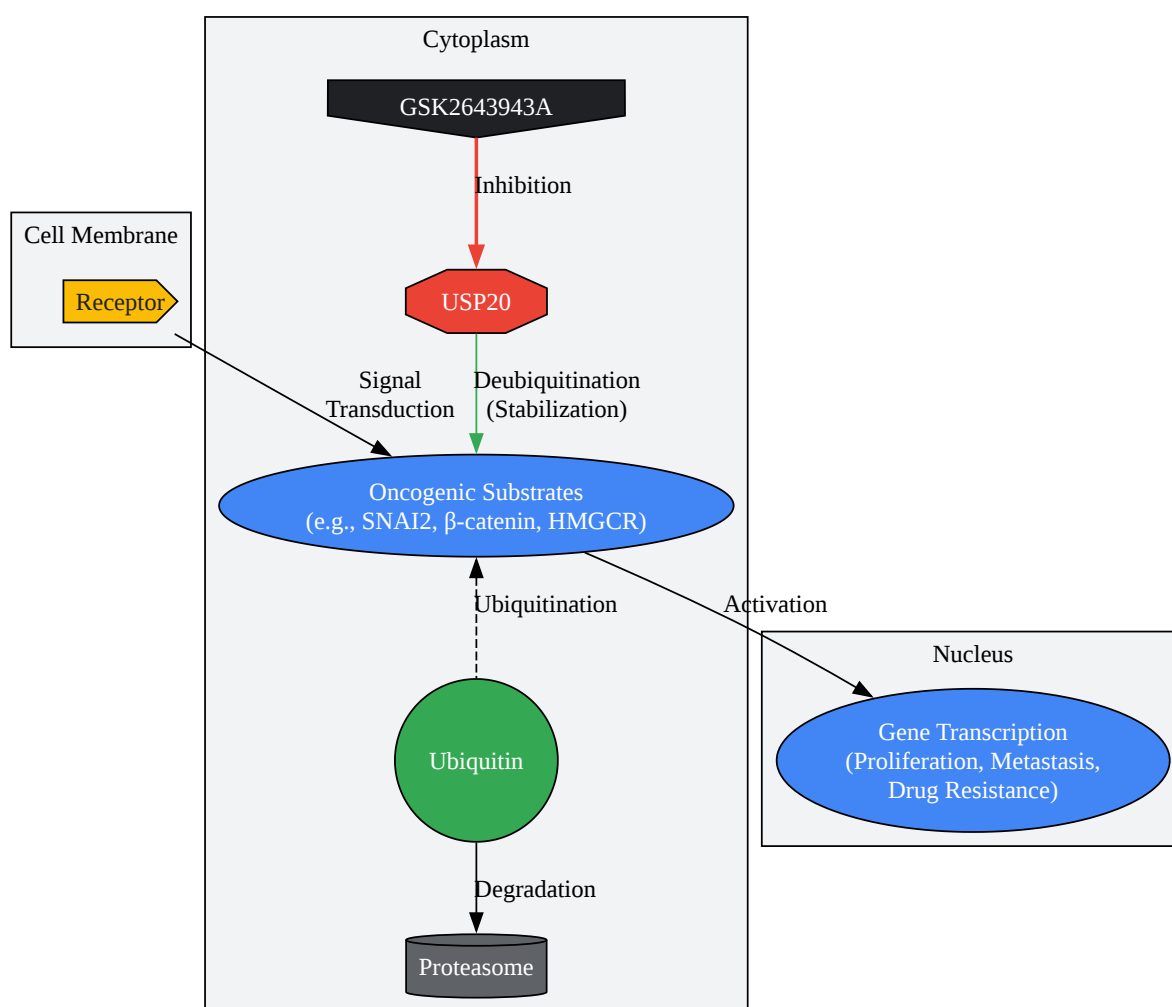 Cytoplasm
GSK2643943A
Inhibition
Cell Membrane
Receptor
USP20
Signal
Transduction
Deubiquitination
(Stabilization)
Oncogenic Substrates
(e.g., SNAI2, β-catenin, HMGCR)
Ubiquitination
Activation
Nucleus
Gene Transcription
(Proliferation, Metastasis,
Drug Resistance)
Ubiquitin
Degradation
Proteasome